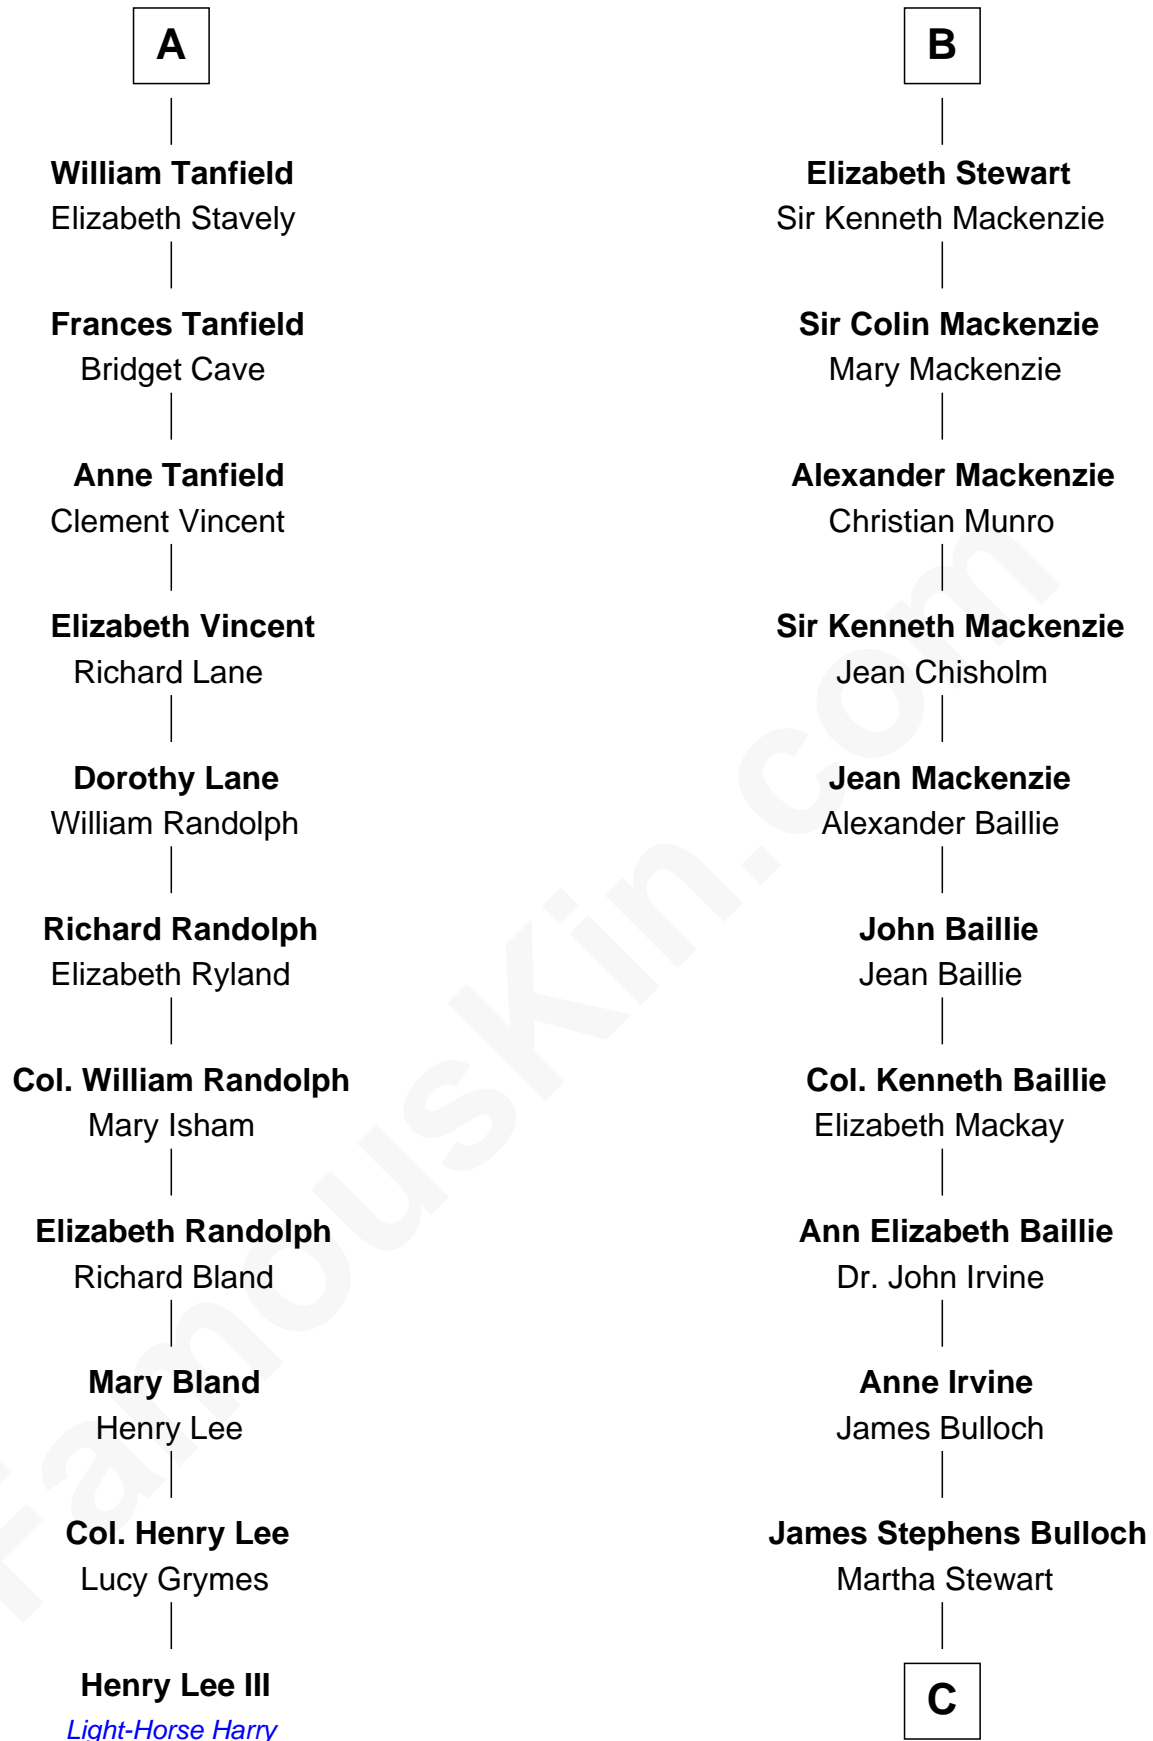 A
William Tanfield
Elizabeth Stavely
Frances Tanfield
Bridget Cave
Anne Tanfield
Clement Vincent
Elizabeth Vincent
Richard Lane
Dorothy Lane
William Randolph
Richard Randolph
Elizabeth Ryland
Col. William Randolph
Mary Isham
Elizabeth Randolph
Richard Bland
Mary Bland
Henry Lee
Col. Henry Lee
Lucy Grymes
Henry Lee III
Light-Horse Harry
B
Elizabeth Stewart
Sir Kenneth Mackenzie
Sir Colin Mackenzie
Mary Mackenzie
Alexander Mackenzie
Christian Munro
Sir Kenneth Mackenzie
Jean Chisholm
Jean Mackenzie
Alexander Baillie
John Baillie
Jean Baillie
Col. Kenneth Baillie
Elizabeth Mackay
Ann Elizabeth Baillie
Dr. John Irvine
Anne Irvine
James Bulloch
James Stephens Bulloch
Martha Stewart
C
FamousKin.com